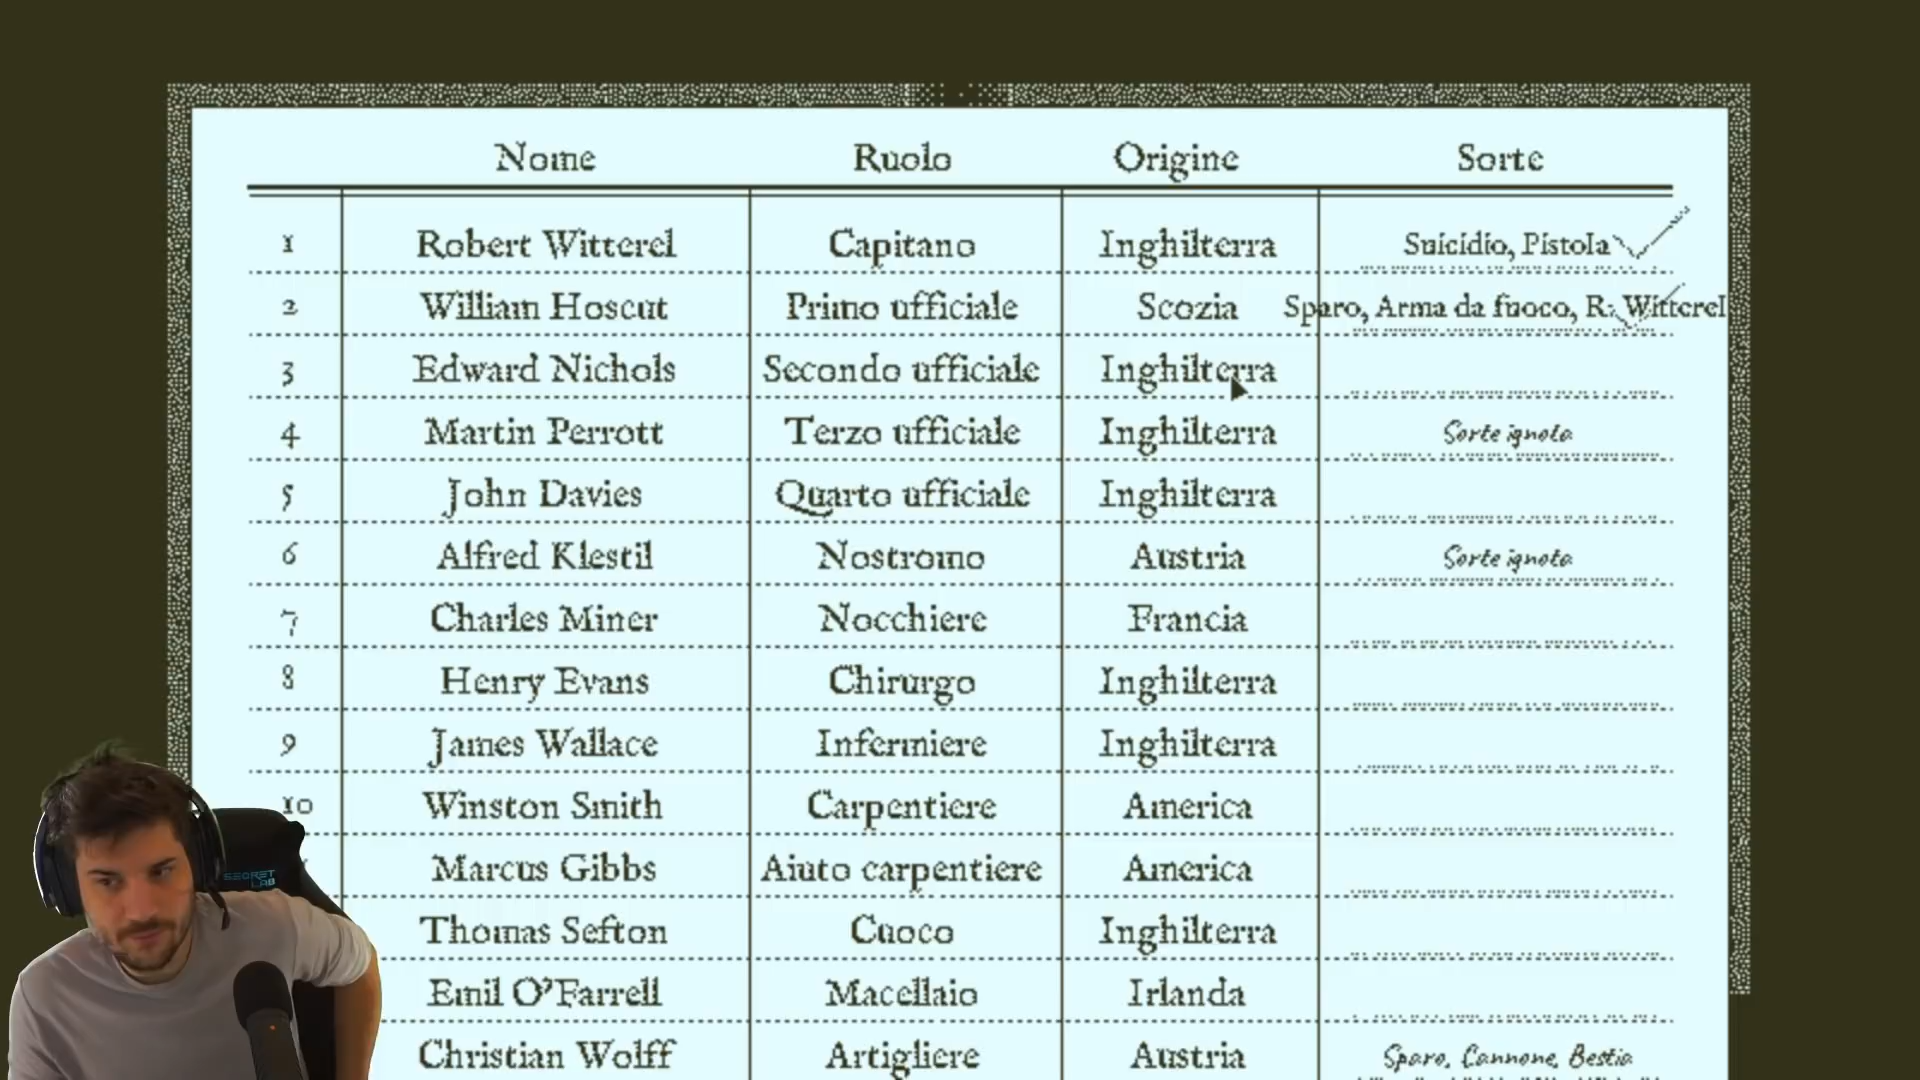 Nome Ruolo Origine Sorte
1 Robert Witterel Capitano Inghilterra Suicidio, Pistola
2 William Hoscut Primo ufficiale Scozia Sparo, Arma da fuoco, R. Witterel
3 Edward Nichols Secondo ufficiale Inghilterra
4 Martin Perrott Terzo ufficiale Inghilterra Sorte ignota
5 John Davies Quarto ufficiale Inghilterra
6 Alfred Klestil Nostromo Austria Sorte ignota
7 Charles Miner Nocchiere Francia
8 Henry Evans Chirurgo Inghilterra
9 James Wallace Infermiere Inghilterra
10 Winston Smith Carpentiere America
Marcus Gibbs Aiuto carpentiere America
Thomas Sefton Cuoco Inghilterra
Emil O'Farrell Macellaio Irlanda
Christian Wolff Artigliere Austria Sparo, Cannone, Bestia
SECRET
LAB